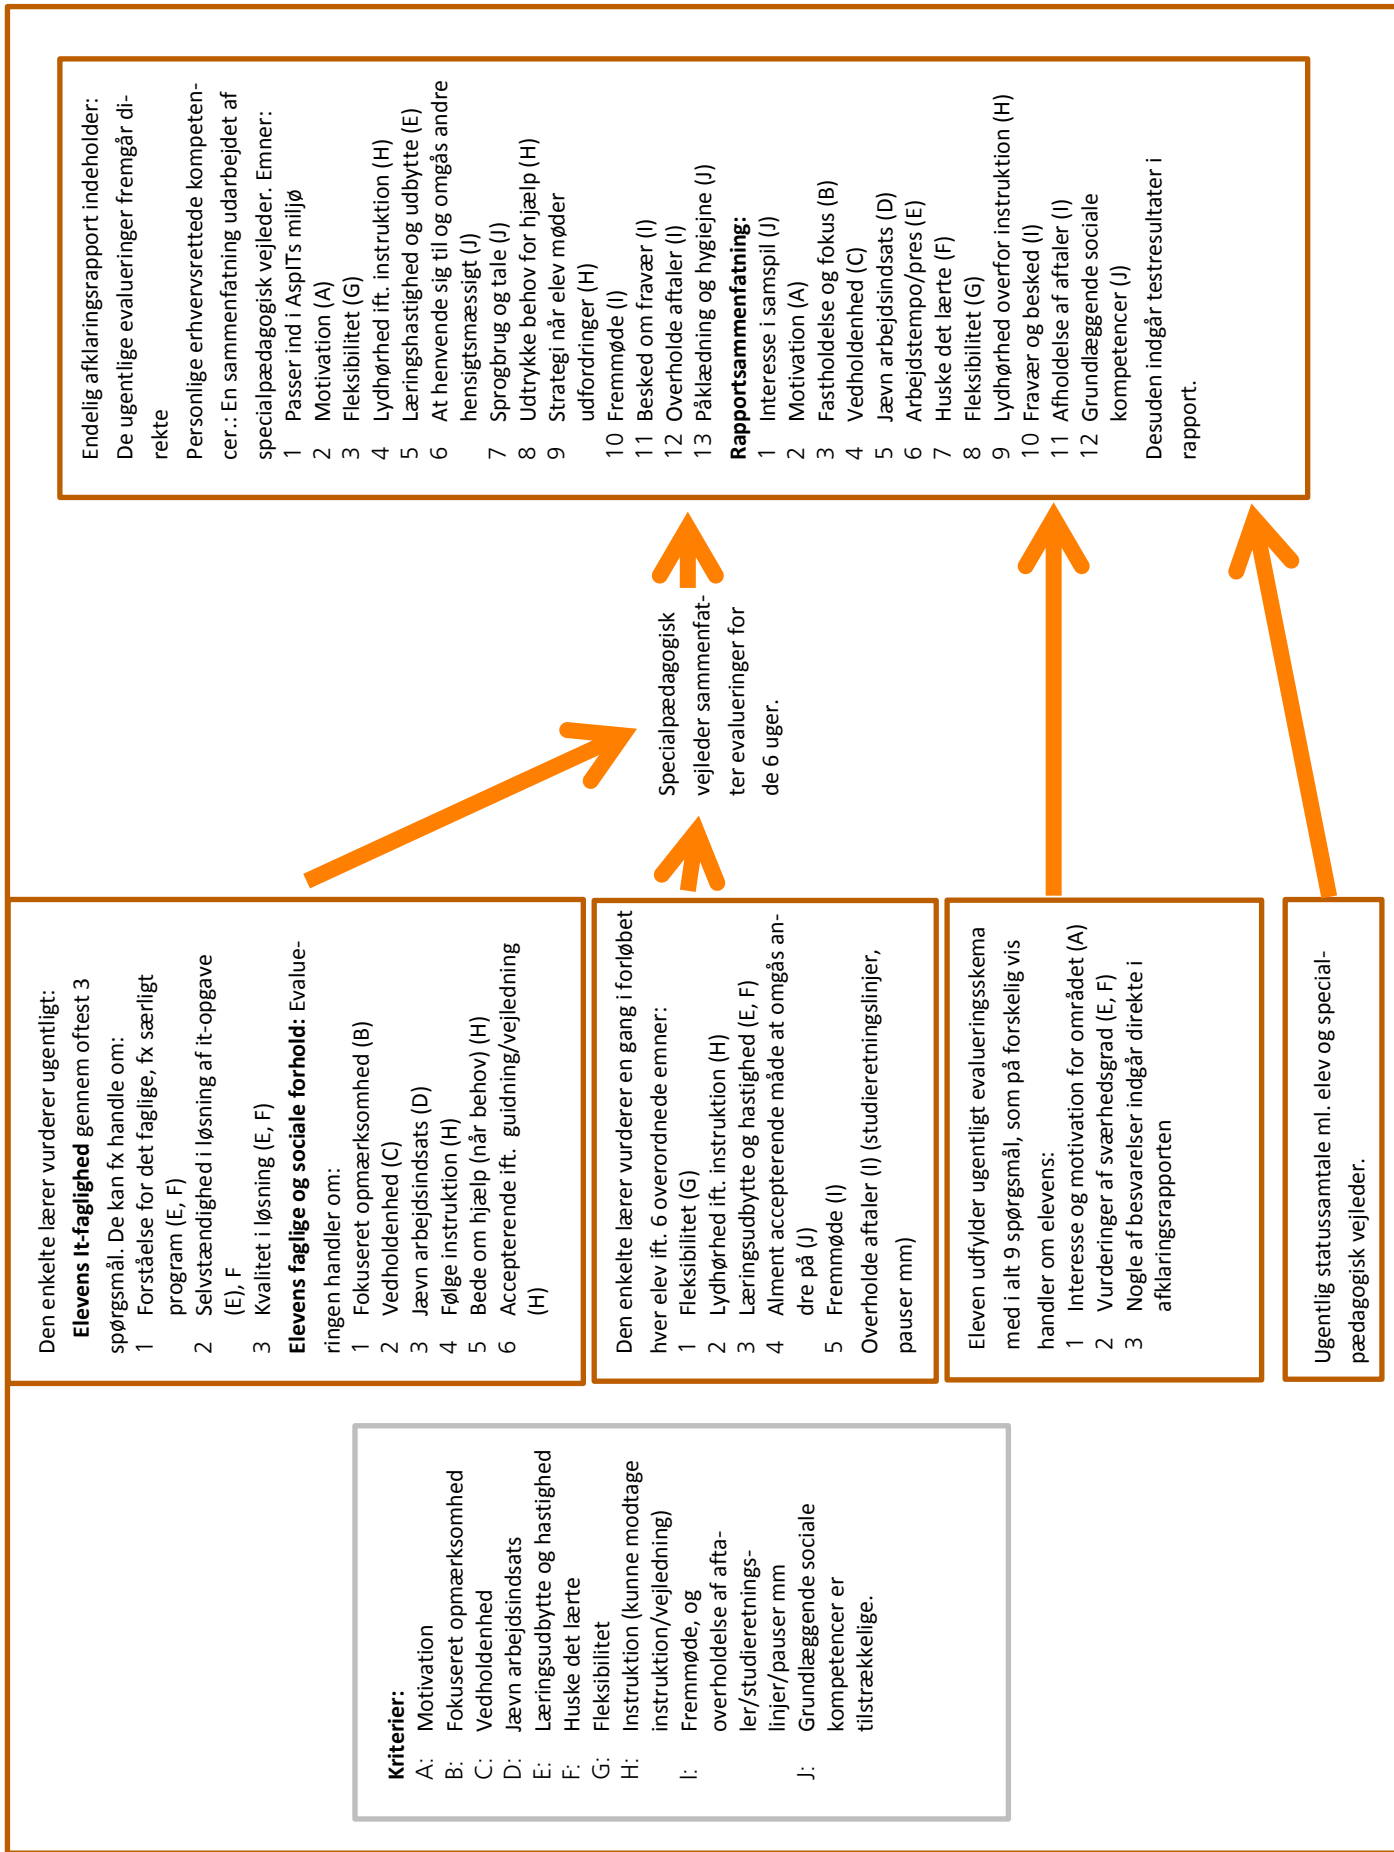 Kriterier:
A: Motivation
B: Fokuseret opmærksomhed
C: Vedholdenhed
D: Jævn arbejdsindsats
E: Læringsudbytte og hastighed
F: Huske det lærte
G: Fleksibilitet
H: Instruktion (kunne modtage
instruktion/vejledning)
I: Fremmøde, og
overholdelse af afta-
ler/studieretnings-
linjer/pauser mm
J: Grundlæggende sociale
kompetencer er
tilstrækkelige.
Den enkelte lærer vurderer ugentligt:
Elevens It-faglighed gennem oftest 3
spørgsmål. De kan fx handle om:
1 Forståelse for det faglige, fx særligt
program (E, F)
2 Selvstændighed i løsning af it-opgave
(E), F
3 Kvalitet i løsning (E, F)
Elevens faglige og sociale forhold: Evalue-
ringen handler om:
1 Fokuseret opmærksomhed (B)
2 Vedholdenhed (C)
3 Jævn arbejdsindsats (D)
4 Følge instruktion (H)
5 Bede om hjælp (når behov) (H)
6 Accepterende ift. guidning/vejledning
(H)
Den enkelte lærer vurderer en gang i forløbet
hver elev ift. 6 overordnede emner:
1 Fleksibilitet (G)
2 Lydhørhed ift. instruktion (H)
3 Læringsudbytte og hastighed (E, F)
4 Alment accepterende måde at omgås an-
dre på (J)
5 Fremmøde (I)
Overholde aftaler (I) (studieretningslinjer,
pauser mm)
Eleven udfylder ugentligt evalueringsskema
med i alt 9 spørgsmål, som på forskelig vis
handler om elevens:
1 Interesse og motivation for området (A)
2 Vurderinger af sværhedsgrad (E, F)
3 Nogle af besvarelser indgår direkte i
afklaringsrapporten
Ugentlig statussamtale ml. elev og special-
pædagogisk vejleder.
Specialpædagogisk
vejleder sammenfat-
ter evalueringer for
de 6 uger.
Endelig afklaringsrapport indeholder:
De ugentlige evalueringer fremgår di-
rekte
Personlige erhvervsrettede kompeten-
cer.: En sammenfatning udarbejdet af
specialpædagogisk vejleder. Emner:
1 Passer ind i AspITs miljø
2 Motivation (A)
3 Fleksibilitet (G)
4 Lydhørhed ift. instruktion (H)
5 Læringshastighed og udbytte (E)
6 At henvende sig til og omgås andre
hensigtsmæssigt (J)
7 Sprogbrug og tale (J)
8 Udtrykke behov for hjælp (H)
9 Strategi når elev møder
udfordringer (H)
10 Fremmøde (I)
11 Besked om fravær (I)
12 Overholde aftaler (I)
13 Påklædning og hygiejne (J)
Rapportsammenfatning:
1 Interesse i samspil (J)
2 Motivation (A)
3 Fastholdelse og fokus (B)
4 Vedholdenhed (C)
5 Jævn arbejdsindsats (D)
6 Arbejdstempo/pres (E)
7 Huske det lærte (F)
8 Fleksibilitet (G)
9 Lydhørhed overfor instruktion (H)
10 Fravær og besked (I)
11 Afholdelse af aftaler (I)
12 Grundlæggende sociale
kompetencer (J)
Desuden indgår testresultater i
rapport.